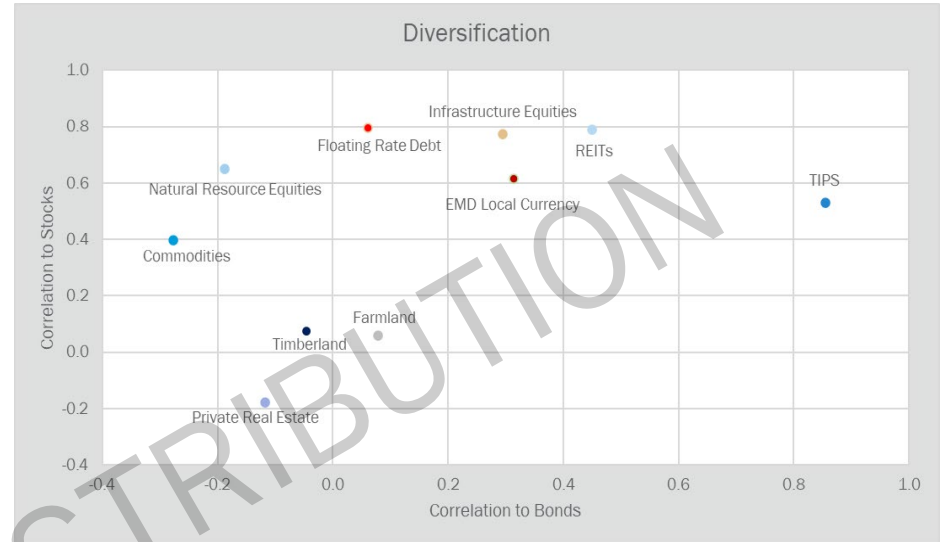 Diversification
1.0
Infrastructure Equities
0.8
Floating Rate Debt
REITs
TIPS
0.6
Natural Resource Equities
EMD Local Currency
0.4
Commodities
Correlation to Stocks
0.2
Farmland
Timberland
0.0
-0.2
Private Real Estate
-0.4
-0.4 -0.2 0.0 0.2 0.4 0.6 0.8 1.0
Correlation to Bonds
CTRIBUTION